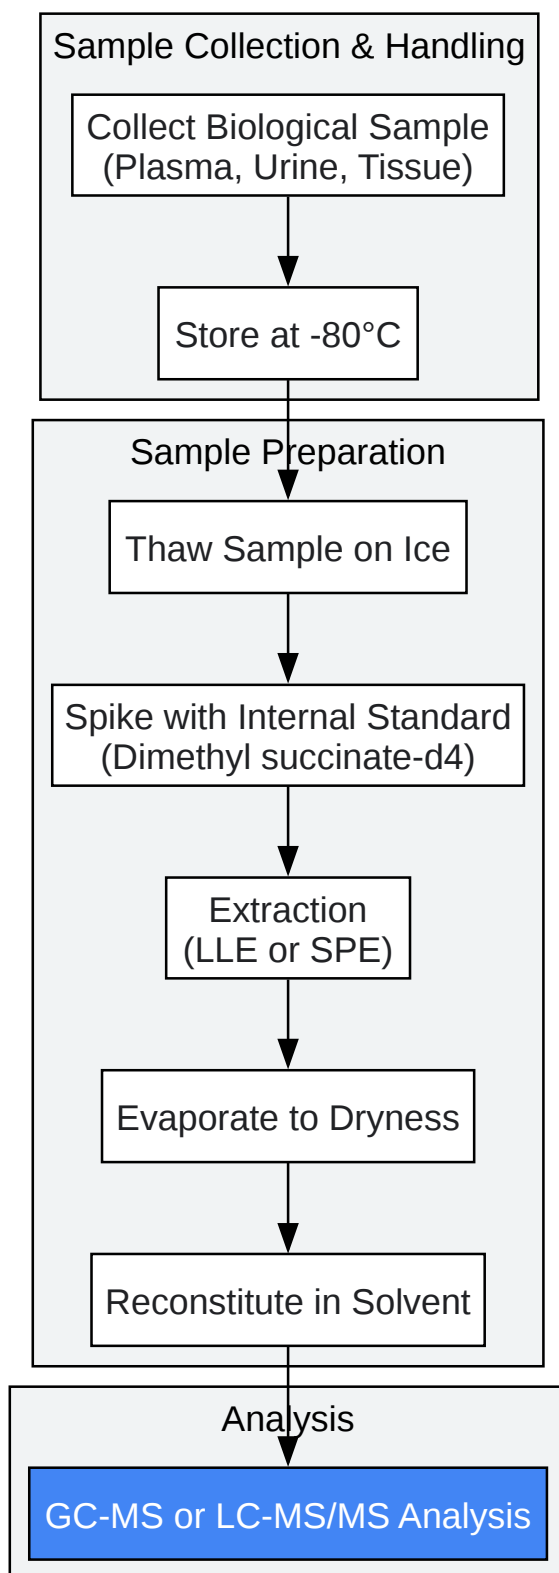 Sample Collection & Handling
Collect Biological Sample
(Plasma, Urine, Tissue)
Store at -80°C
Sample Preparation
Thaw Sample on Ice
Spike with Internal Standard
(Dimethyl succinate-d4)
Extraction
(LLE or SPE)
Evaporate to Dryness
Reconstitute in Solvent
Analysis
GC-MS or LC-MS/MS Analysis